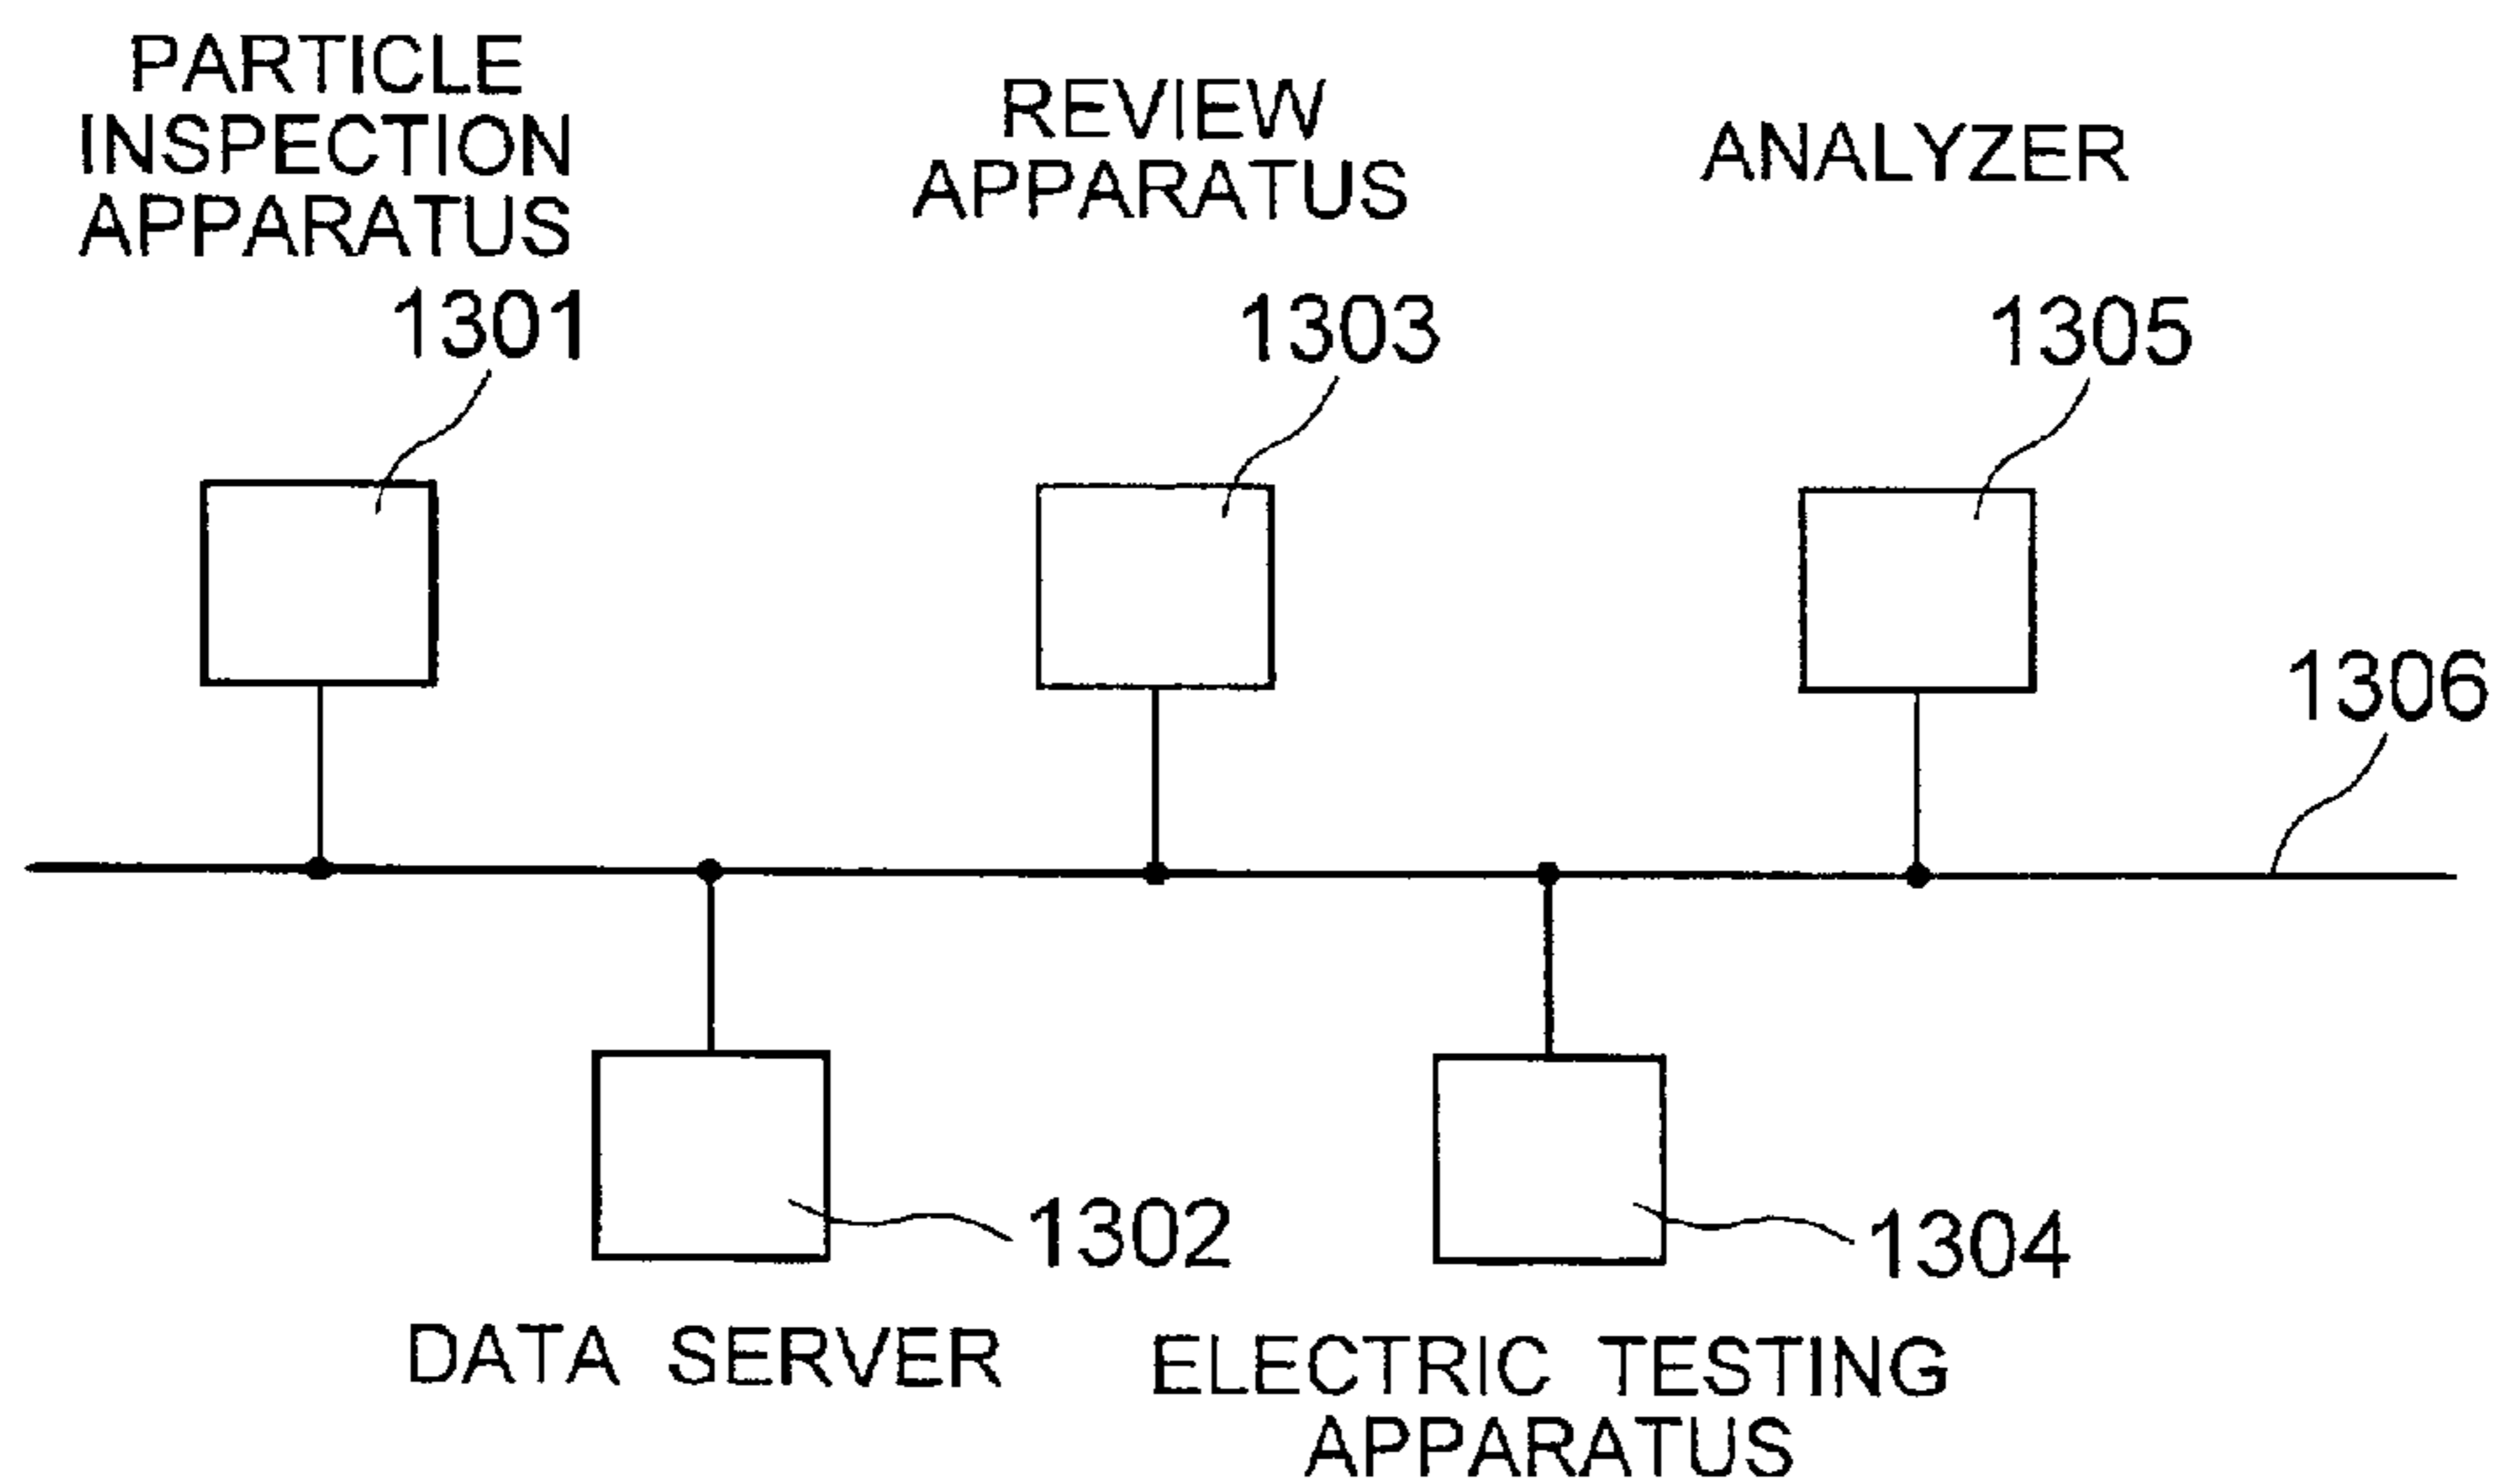 PARTICLE
INSPECTION
APPARATUS
1301
REVIEW
APPARATUS
1303
ANALYZER
1305
1306
1302
DATA SERVER
1304
ELECTRIC TESTING
APPARATUS